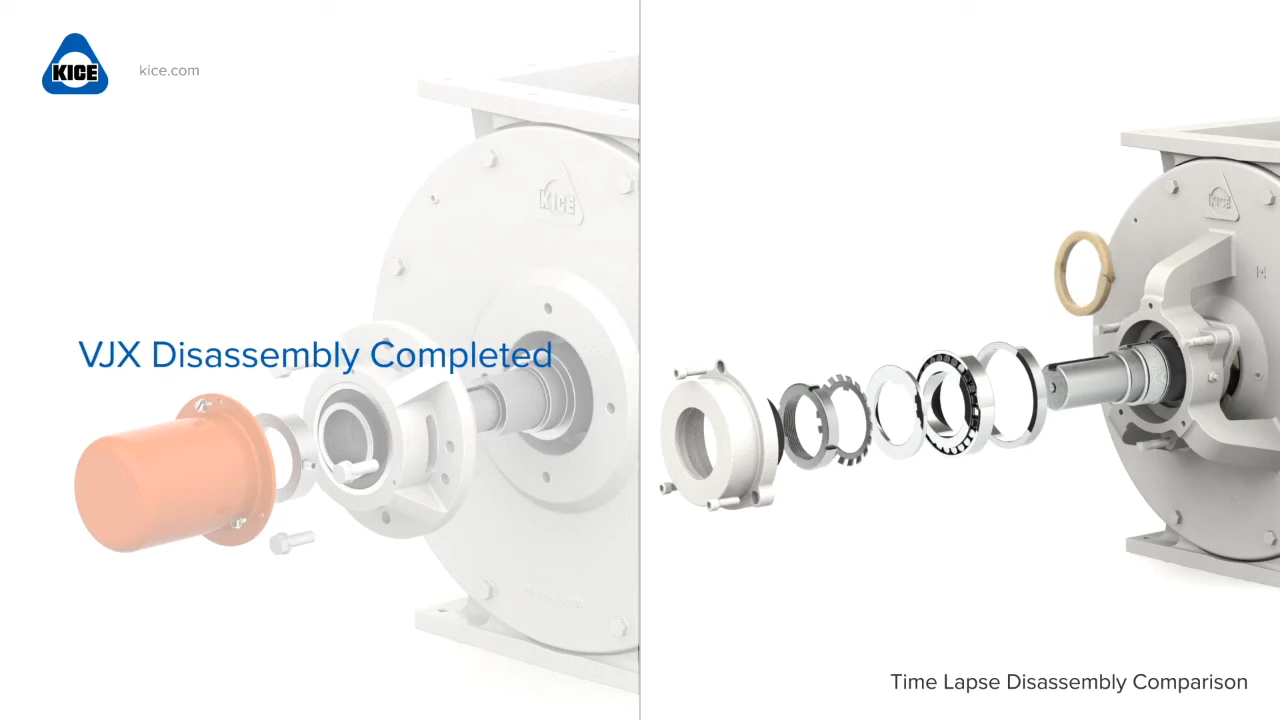 KICE
kice.com
KICE
KICE
VJX Disassembly Completed
Time Lapse Disassembly Comparison